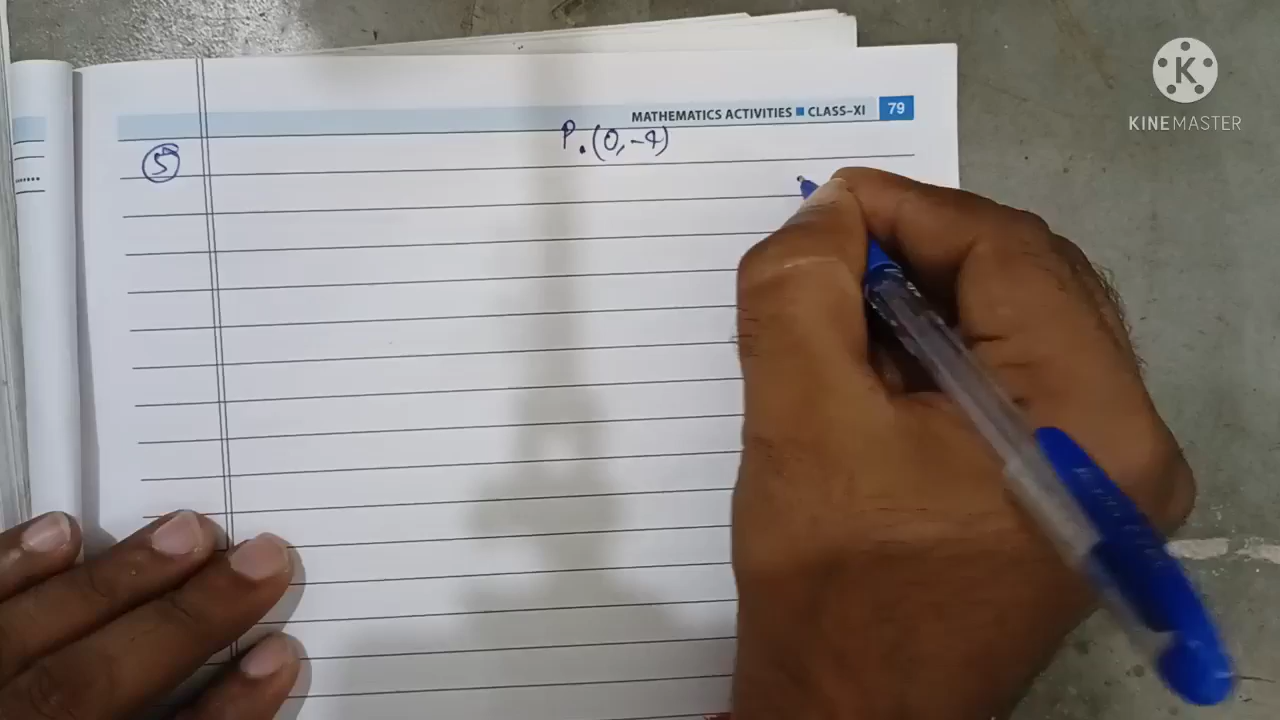 MATHEMATICS ACTIVITIES ■ CLASS–XI 79
P.(0,-4)
5
K
KINEMASTER